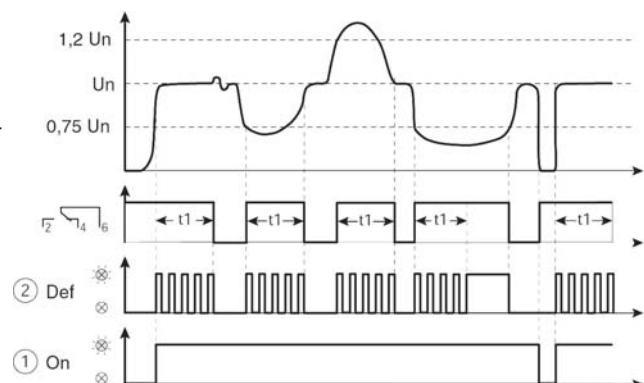 1,2 Un
Un
0,75 Un
2 4 6 t1 t1 t1 t1 t1
② Def
① On